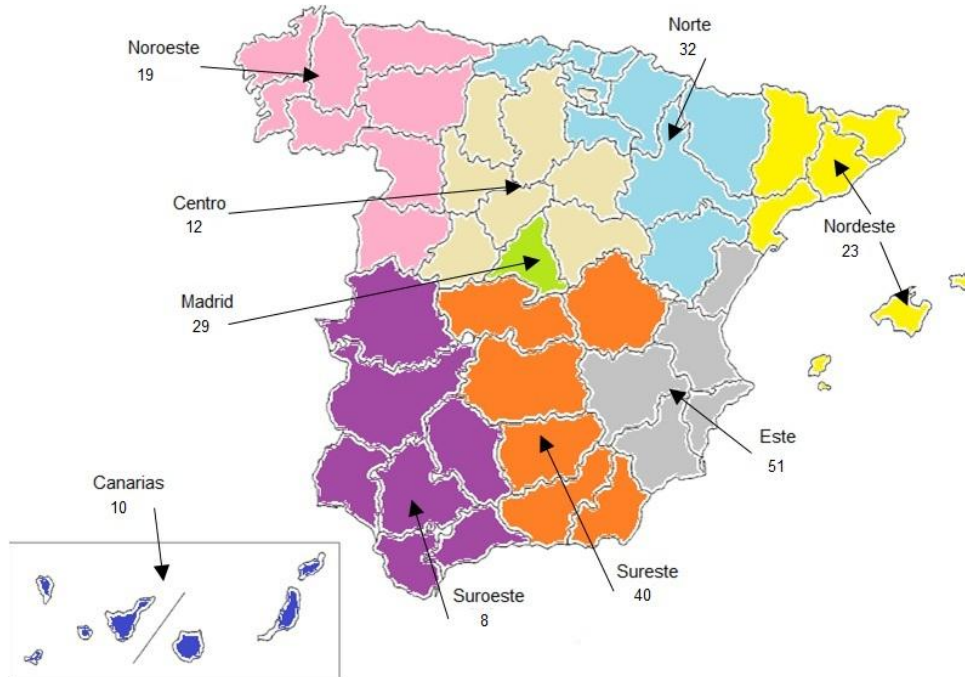 Noroeste
19
Norte
32
Centro
12
Nordeste
23
Madrid
29
Este
51
Canarias
10
Sureste
40
Suroeste
8